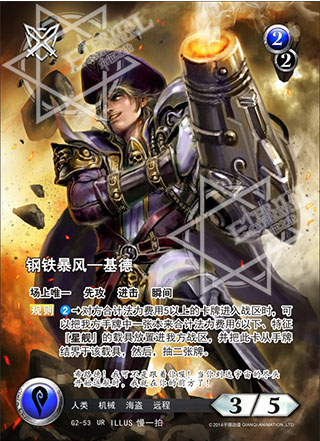 2
2
钢铁暴风—基德
场上唯一 先攻 进击 瞬间
规则 2→对方合计法力费用5以上的卡牌进入战区时，可
以把我方手牌中一张本来合计法力费用6以下、特征
『星舰』的载具放置进我方战区，并把此卡从手牌
结界于该载具，然后，抽二张牌。
人类 机械 海盗 远程
3/5
G2-53 UR ILLUS 慢一拍
©2014千骐动漫 QIANQI ANIMATION.,LTD